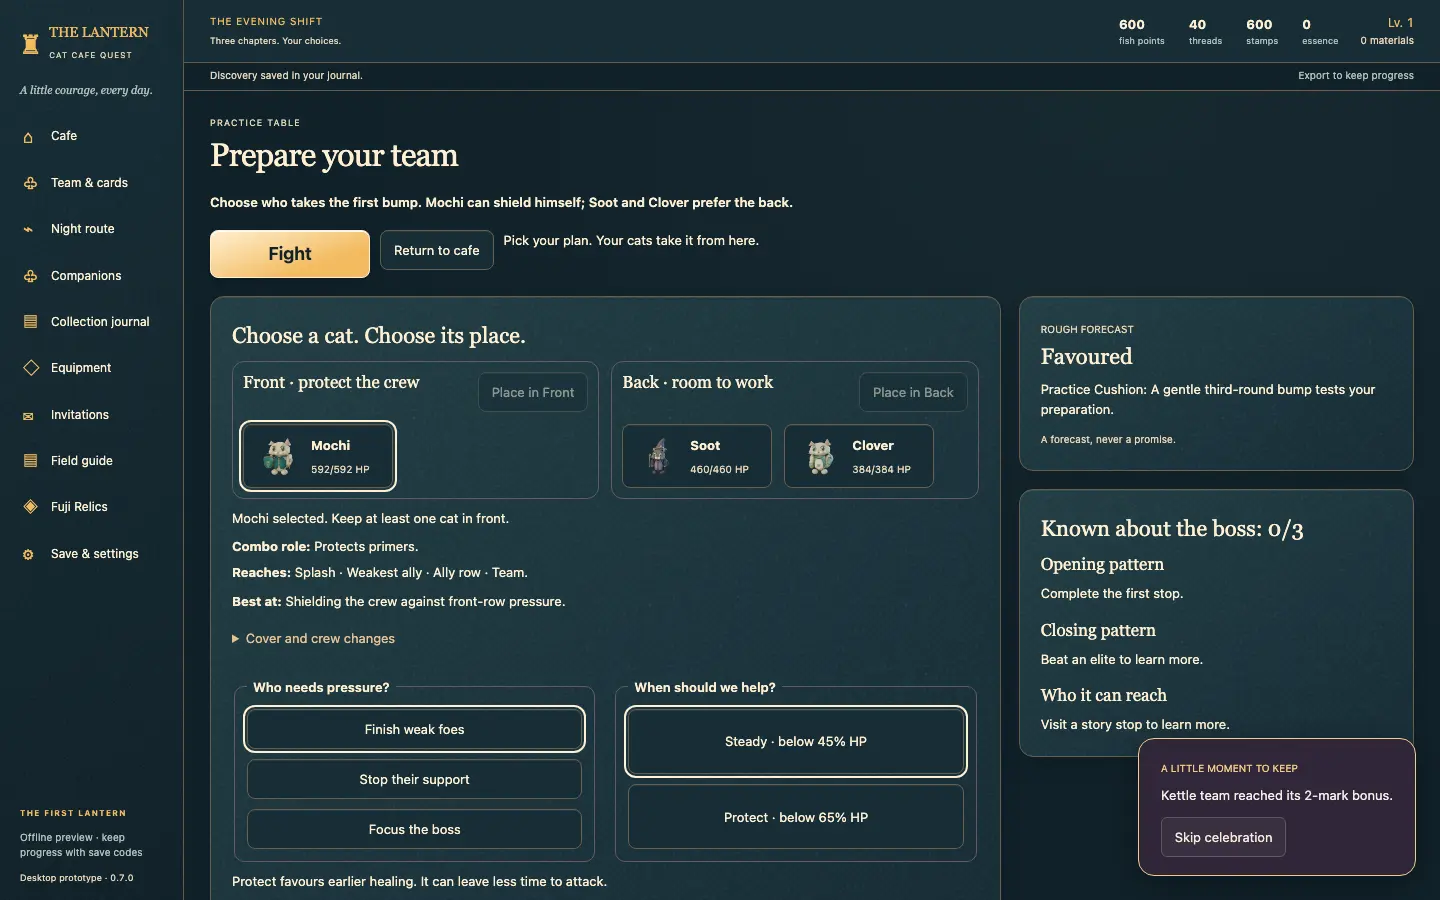 THE LANTERN
CAT CAFE QUEST
A little courage, every day.
Cafe
Team & cards
Night route
Companions
Collection journal
Equipment
Invitations
Field guide
Fuji Relics
Save & settings
THE FIRST LANTERN
Offline preview · keep
progress with save codes
Desktop prototype · 0.7.0
THE EVENING SHIFT
Three chapters. Your choices.
600
fish points
40
threads
600
stamps
0
essence
Lv. 1
0 materials
Discovery saved in your journal.
Export to keep progress
PRACTICE TABLE
Prepare your team
Choose who takes the first bump. Mochi can shield himself; Soot and Clover prefer the back.
Fight
Return to cafe
Pick your plan. Your cats take it from here.
Choose a cat. Choose its place.
Front · protect the crew
Place in Front
Mochi
592/592 HP
Back · room to work
Place in Back
Soot
460/460 HP
Clover
384/384 HP
Mochi selected. Keep at least one cat in front.
Combo role: Protects primers.
Reaches: Splash · Weakest ally · Ally row · Team.
Best at: Shielding the crew against front-row pressure.
Cover and crew changes
Who needs pressure?
Finish weak foes
Stop their support
Focus the boss
When should we help?
Steady · below 45% HP
Protect · below 65% HP
Protect favours earlier healing. It can leave less time to attack.
ROUGH FORECAST
Favoured
Practice Cushion: A gentle third-round bump tests your
preparation.
A forecast, never a promise.
Known about the boss: 0/3
Opening pattern
Complete the first stop.
Closing pattern
Beat an elite to learn more.
Who it can reach
Visit a story stop to learn more.
A LITTLE MOMENT TO KEEP
Kettle team reached its 2-mark bonus.
Skip celebration